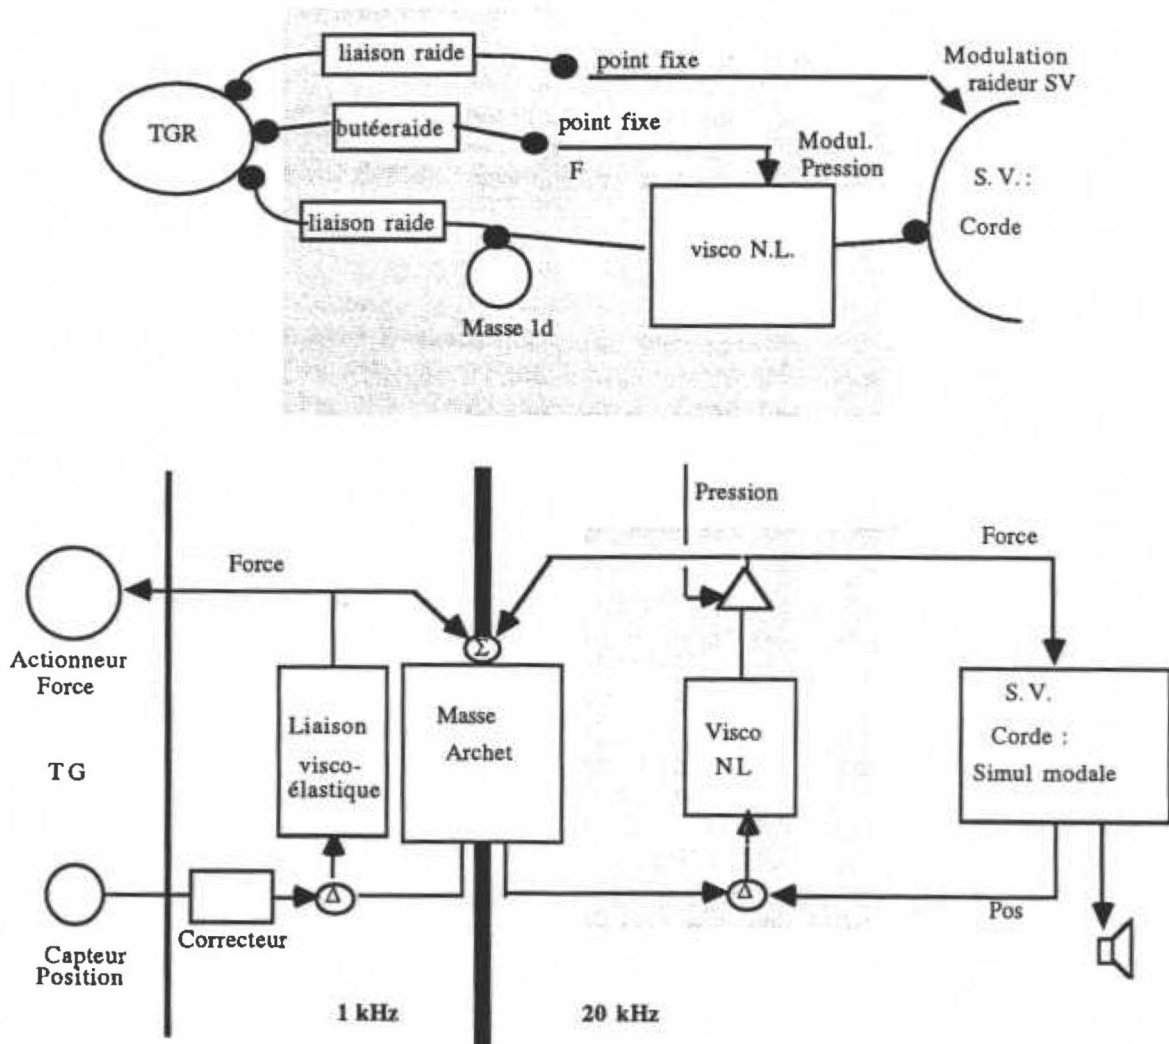 liaison raide
point fixe
Modulation
raideur SV
TGR
butéeraide
point fixe
F
Modul.
Pression
S. V. :
Corde
liaison raide
visco N.L.
Masse 1d
Pression
Force
Force
Σ
Actionneur
Force
TG
Liaison
visco-
élastique
Masse
Archet
Visco
NL
S. V.
Corde :
Simul modale
Δ
Δ
Pos
Correcteur
Capteur
Position
1 kHz
20 kHz